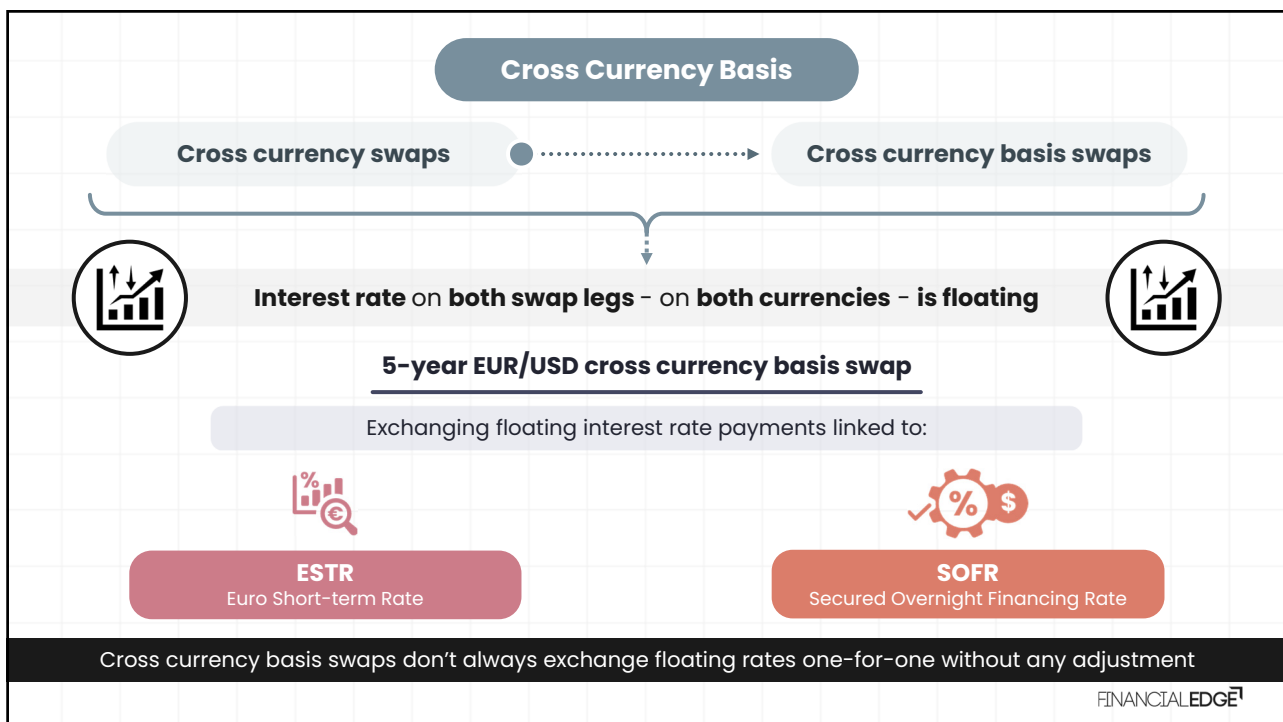 Cross Currency Basis
Cross currency swaps
Cross currency basis swaps
Interest rate on both swap legs - on both currencies - is floating
5-year EUR/USD cross currency basis swap
Exchanging floating interest rate payments linked to:
%
€
%
$
ESTR
Euro Short-term Rate
SOFR
Secured Overnight Financing Rate
Cross currency basis swaps don’t always exchange floating rates one-for-one without any adjustment
FINANCIALEDGE